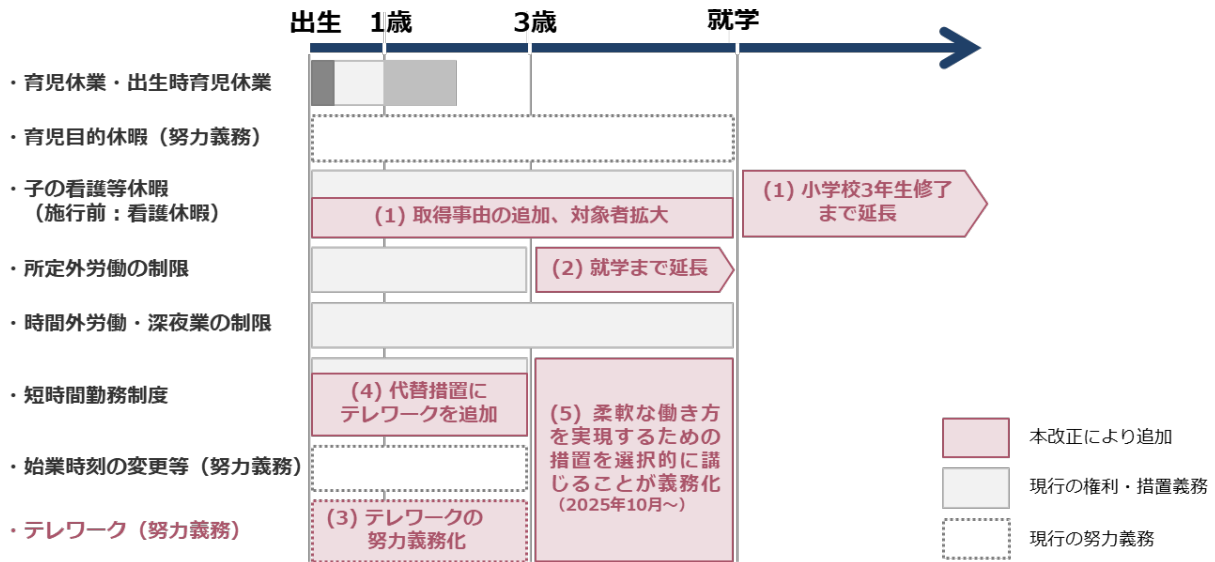 出生
1歳
3歳
就学
・育児休業・出生時育児休業
・育児目的休暇（努力義務）
・子の看護等休暇
（施行前：看護休暇）
(1) 取得事由の追加、対象者拡大
(1) 小学校3年生修了
まで延長
・所定外労働の制限
(2) 就学まで延長
・時間外労働・深夜業の制限
・短時間勤務制度
(4) 代替措置に
テレワークを追加
(5) 柔軟な働き方
を実現するための
措置を選択的に講
じることが義務化
（2025年10月～）
・始業時刻の変更等（努力義務）
・テレワーク（努力義務）
(3) テレワークの
努力義務化
本改正により追加
現行の権利・措置義務
現行の努力義務